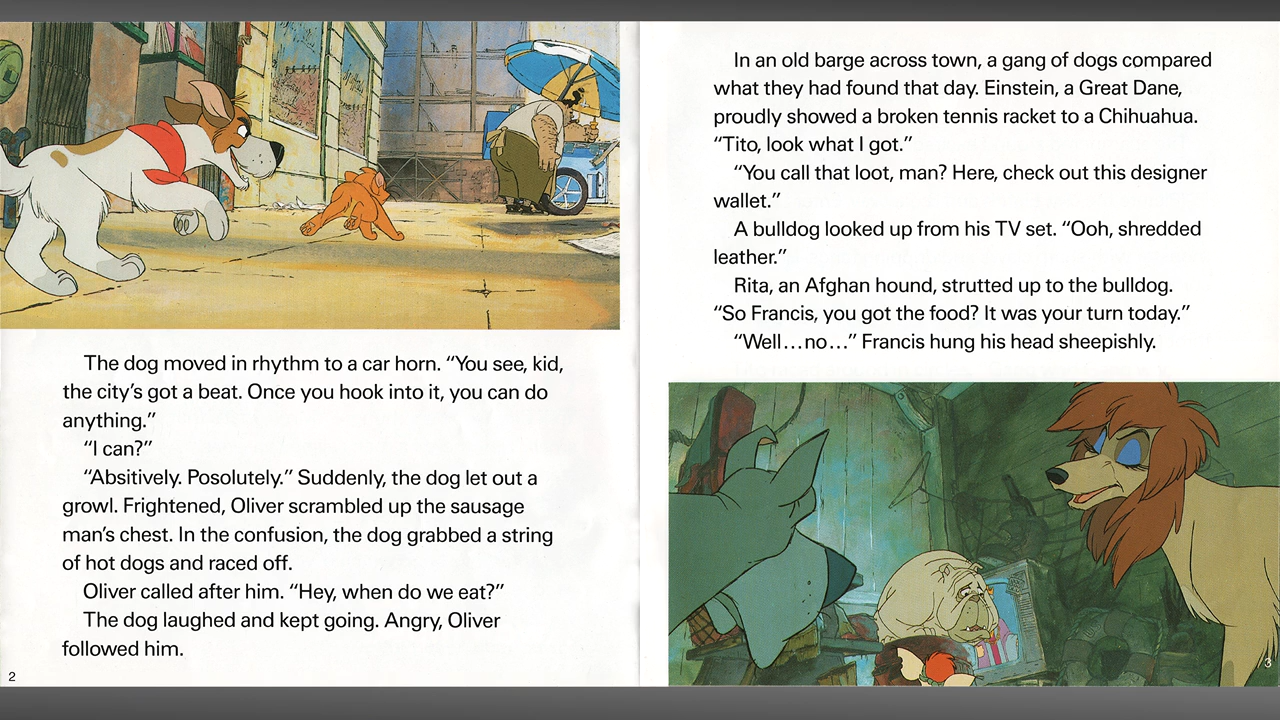 The dog moved in rhythm to a car horn. “You see, kid,
the city’s got a beat. Once you hook into it, you can do
anything.”
“I can?”
“Absitively. Posolutely.” Suddenly, the dog let out a
growl. Frightened, Oliver scrambled up the sausage
man’s chest. In the confusion, the dog grabbed a string
of hot dogs and raced off.
Oliver called after him. “Hey, when do we eat?”
The dog laughed and kept going. Angry, Oliver
followed him.
2
In an old barge across town, a gang of dogs compared
what they had found that day. Einstein, a Great Dane,
proudly showed a broken tennis racket to a Chihuahua.
“Tito, look what I got.”
“You call that loot, man? Here, check out this designer
wallet.”
A bulldog looked up from his TV set. “Ooh, shredded
leather.”
Rita, an Afghan hound, strutted up to the bulldog.
“So Francis, you got the food? It was your turn today.”
“Well...no...” Francis hung his head sheepishly.
3